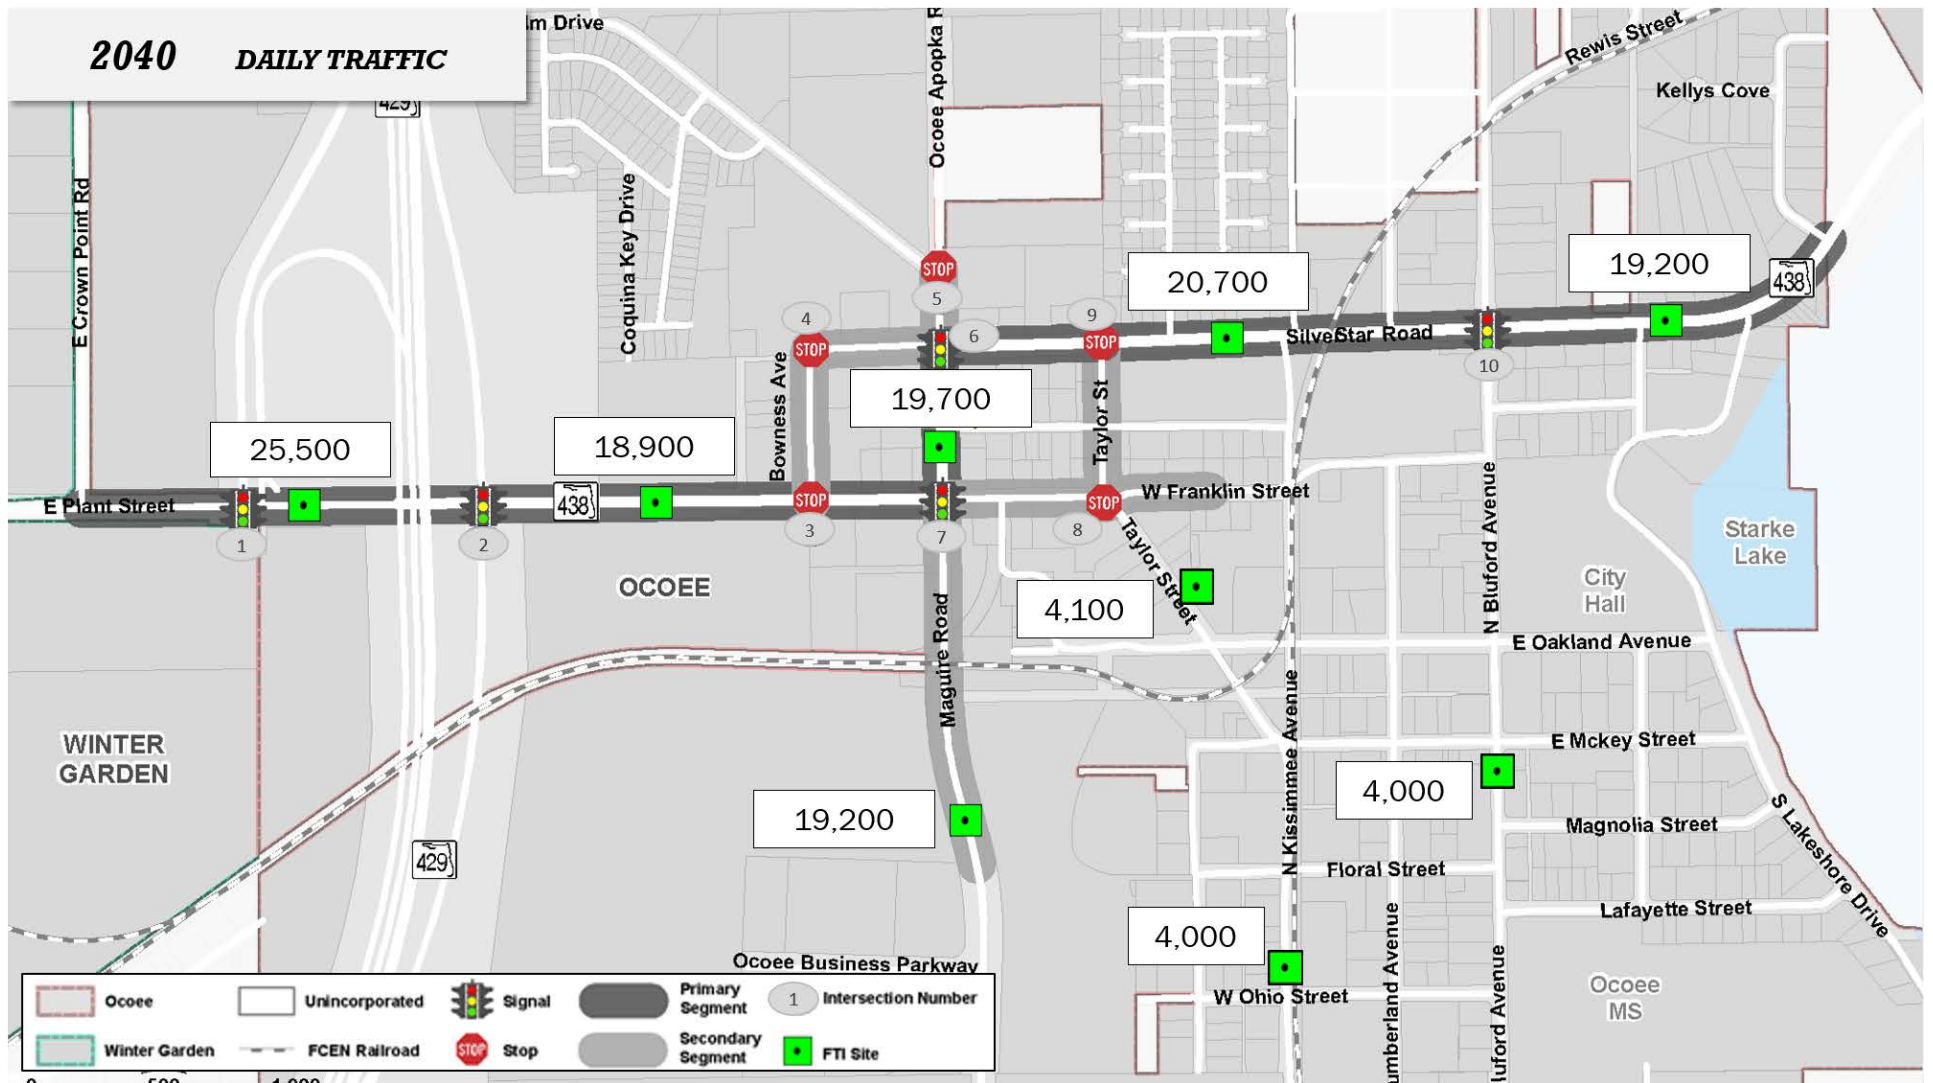 2040 DAILY TRAFFIC
lm Drive
429
Ocoee Apopka R
Rewis Street
Kellys Cove
E Crown Point Rd
Coquina Key Drive
STOP
5
20,700
19,200
438
4
STOP
6
9
STOP
Silve Star Road
10
Bowness Ave
19,700
Taylor St
25,500
18,900
E Plant Street
438
STOP
STOP
W Franklin Street
1
2
3
7
8
Taylor Street
N Bluford Avenue
Starke
Lake
OCOEE
4,100
City
Hall
Maguire Road
E Oakland Avenue
WINTER
GARDEN
N Kissimmee Avenue
E Mckey Street
4,000
19,200
Magnolia Street
S Lakeshore Drive
429
Floral Street
Lafayette Street
4,000
Ocoee Business Parkway
W Ohio Street
umberland Avenue
luford Avenue
Ocoee
MS
Ocoee
Unincorporated
Signal
Primary
Segment
1
Intersection Number
Winter Garden
FCEN Railroad
STOP
Stop
Secondary
Segment
FTI Site